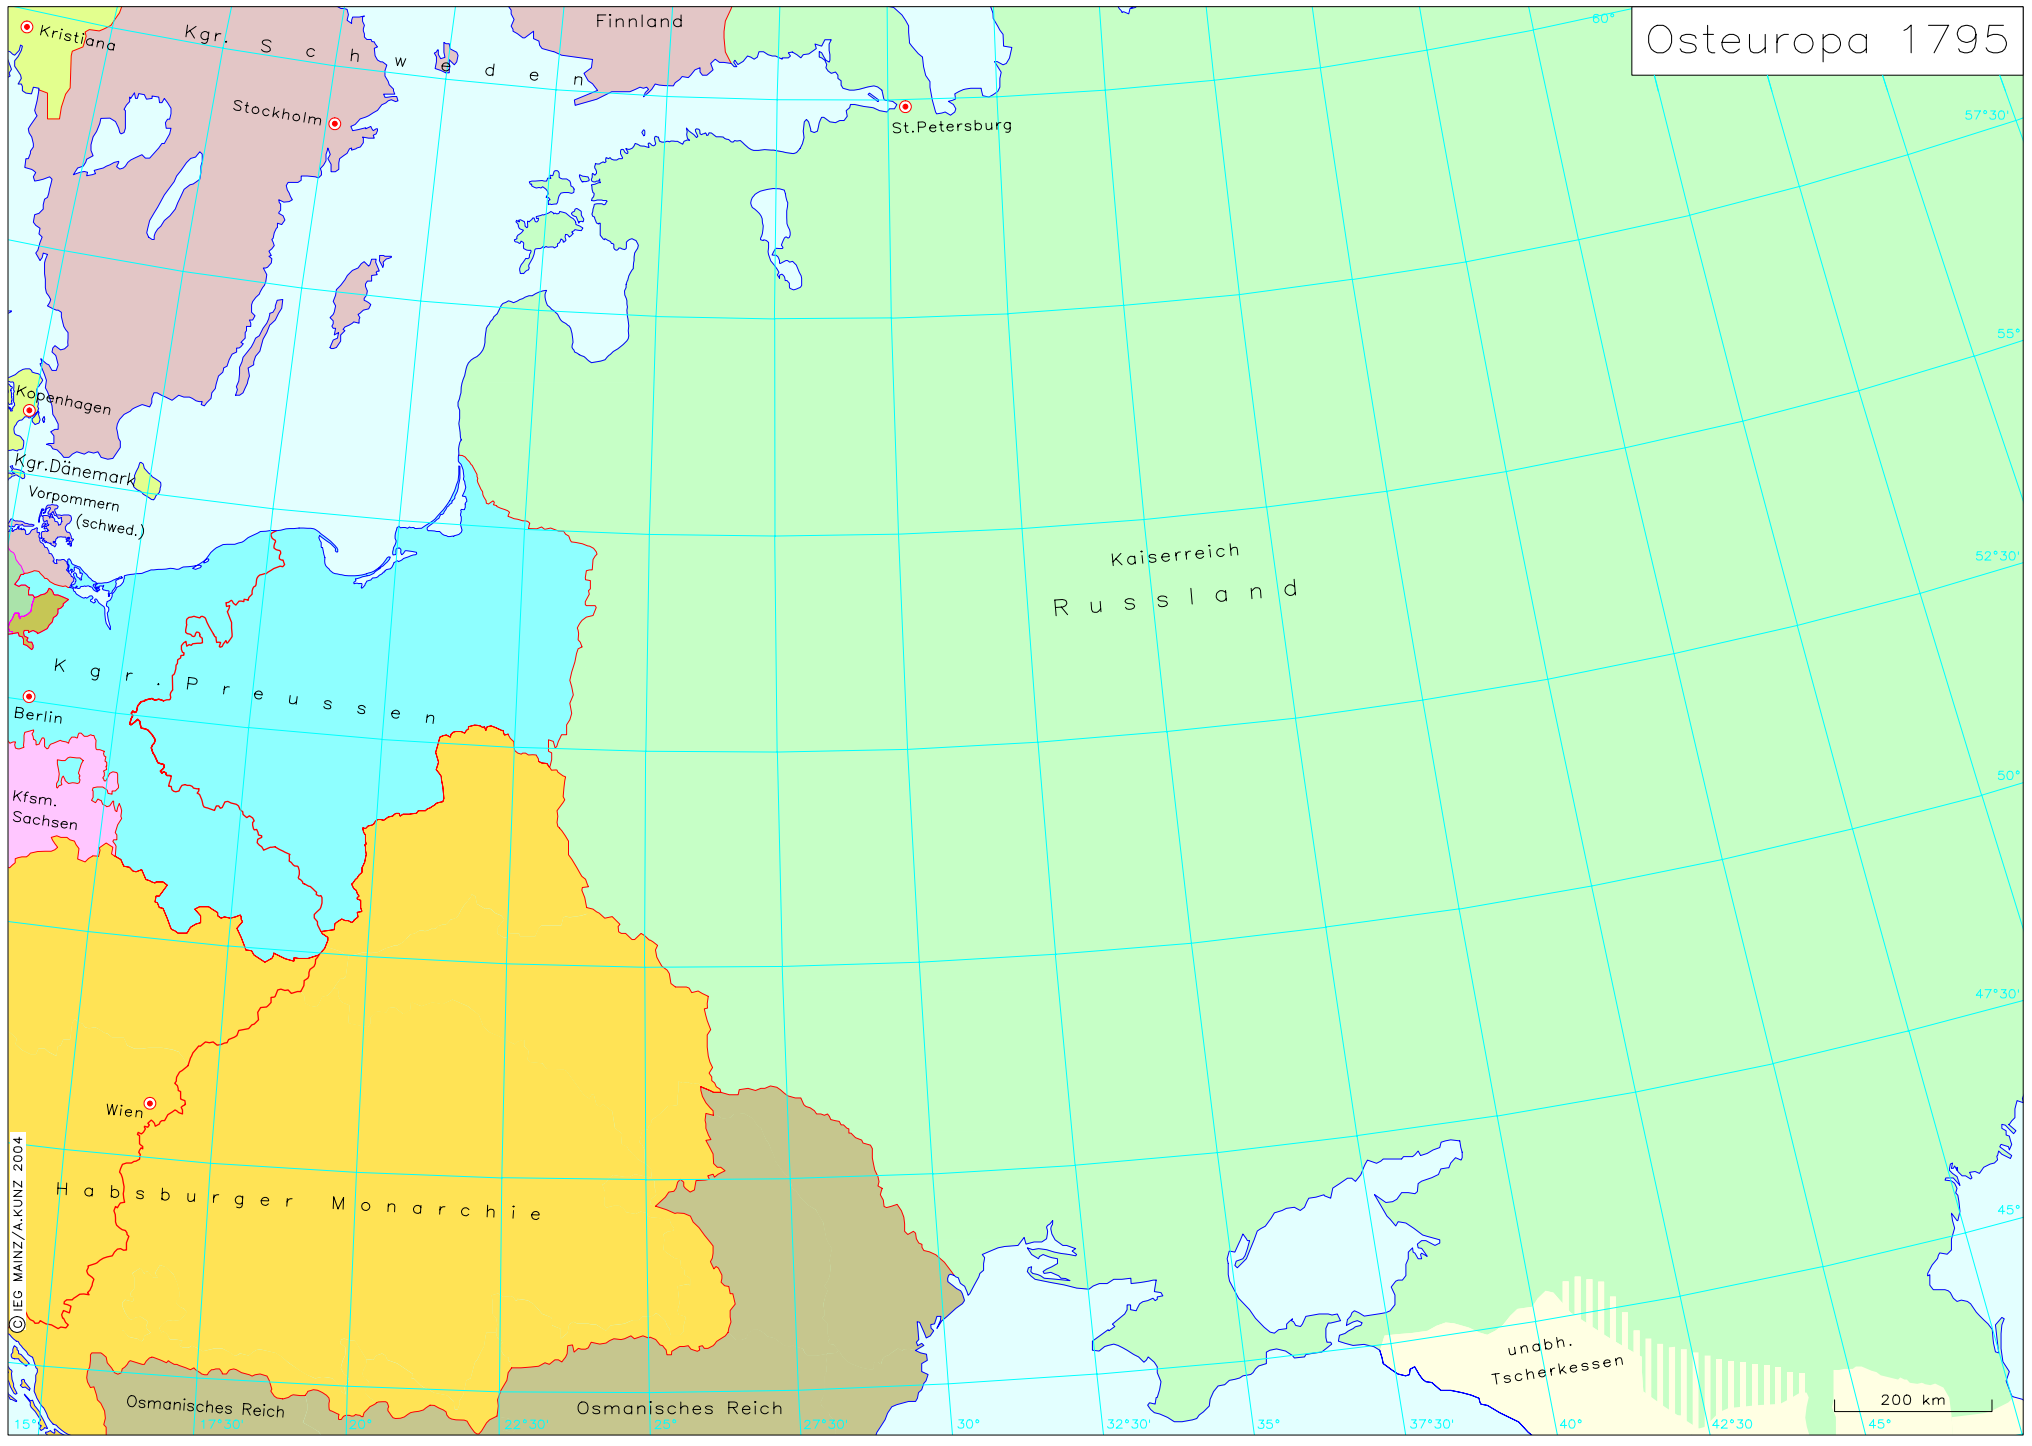 Osteuropa 1795
Finnland
60°
Kristiana
Kgr. Schweden
Stockholm
St.Petersburg
57°30'
55°
Kopenhagen
Kgr.Dänemark
Vorpommern
(schwed.)
Kaiserreich
Russland
52°30'
Kgr. Preussen
Berlin
50°
Kfsm.
Sachsen
47°30'
Wien
Habsburger Monarchie
45°
©IEG MAINZ/A.KUNZ 2004
unabh.
Tscherkessen
Osmanisches Reich
Osmanisches Reich
200 km
15°
17°30'
20°
22°30'
25°
27°30'
30°
32°30'
35°
37°30'
40°
42°30
45°